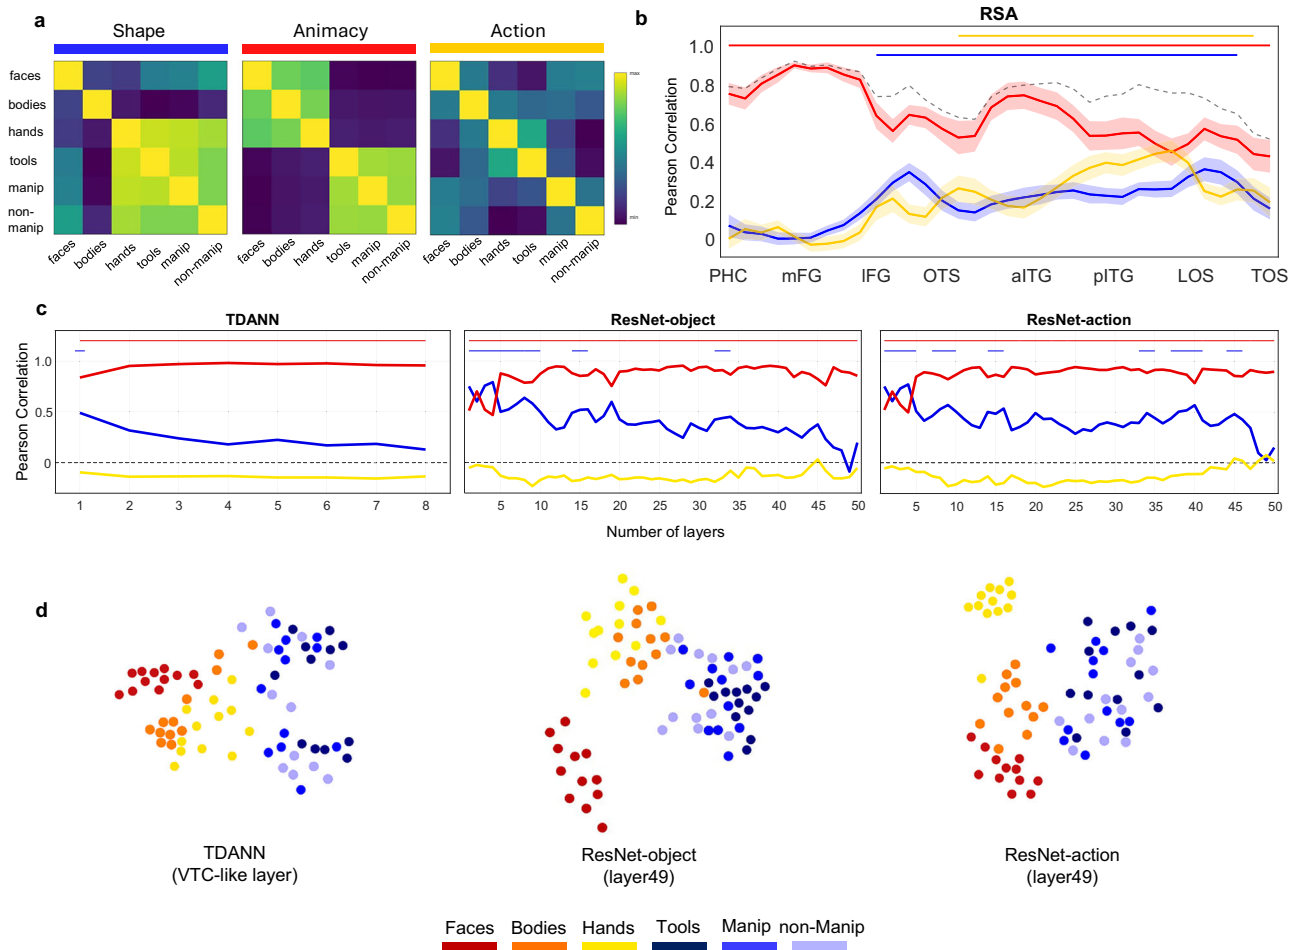 a
Shape
Animacy
Action
faces
bodies
hands
tools
manip
non-
manip
faces
bodies
hands
tools
manip
non-manip
faces
bodies
hands
tools
manip
non-manip
faces
bodies
hands
tools
manip
non-manip
max
min
b
RSA
Pearson Correlation
1.0
0.8
0.6
0.4
0.2
0
PHC
mFG
lFG
OTS
aITG
pITG
LOS
TOS
c
TDANN
ResNet-object
ResNet-action
Pearson Correlation
1.0
0.5
0
1 2 3 4 5 6 7 8
5 10 15 20 25 30 35 40 45 50
5 10 15 20 25 30 35 40 45 50
Number of layers
d
TDANN
(VTC-like layer)
ResNet-object
(layer49)
ResNet-action
(layer49)
Faces Bodies Hands Tools Manip non-Manip